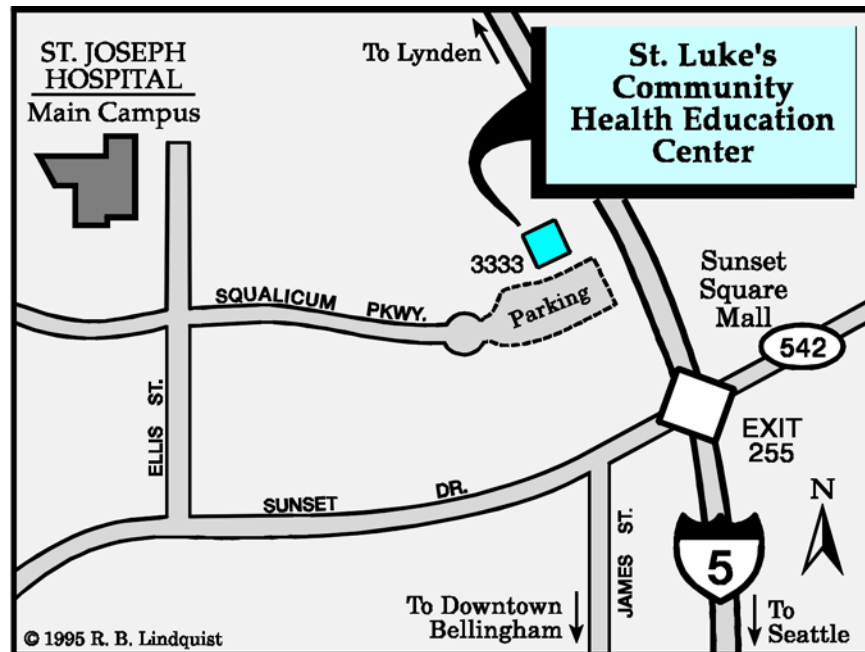 ST. JOSEPH
HOSPITAL
Main Campus
To Lynden
St. Luke's
Community
Health Education
Center
3333
Parking
SQUALICUM PKWY.
Sunset
Square
Mall
542
ELLIS ST.
EXIT
255
SUNSET DR.
JAMES ST.
N
5
To Downtown
Bellingham
To
Seattle
© 1995 R. B. Lindquist